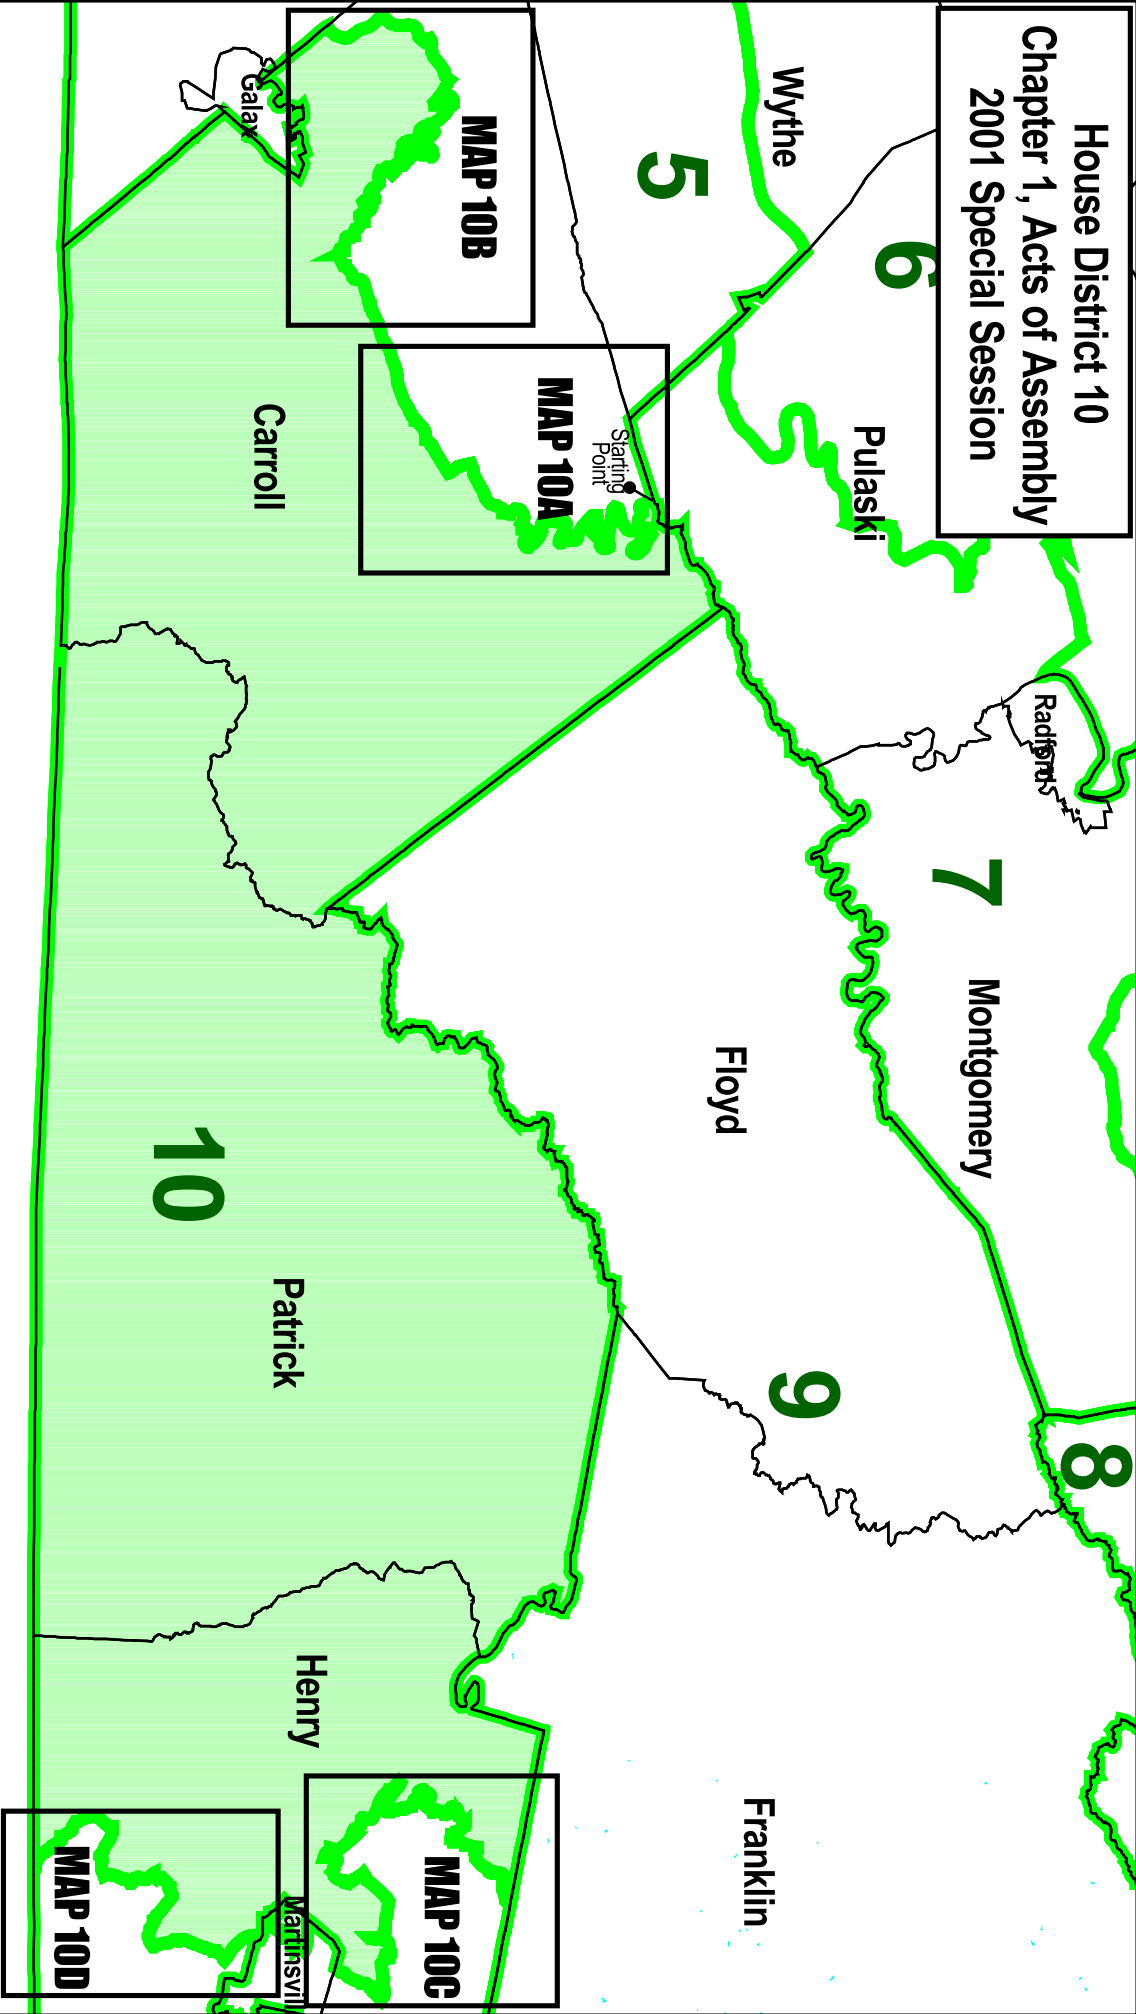 House District 10
Chapter 1, Acts of Assembly
2001 Special Session
Wythe
5
6
Pulaski
Radford
7
Montgomery
8
MAP 10B
Galax
MAP 10A
Starting
Point
Carroll
Floyd
9
10
Patrick
Franklin
Henry
MAP 10C
Martinsvill
MAP 10D